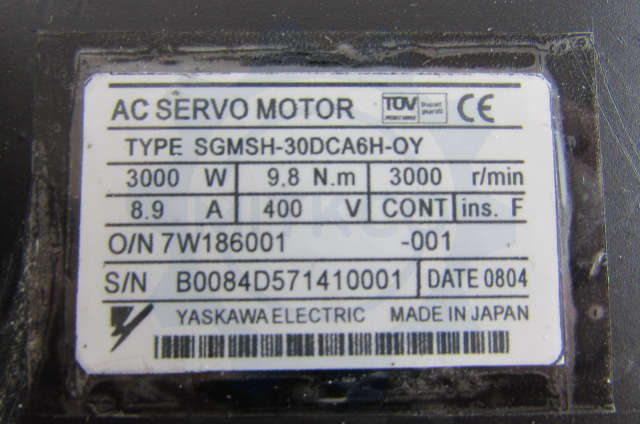 AC SERVO MOTOR TÜV CE
TYPE SGMSH-30DCA6H-OY
3000 W 9.8 N.m 3000 r/min
8.9 A 400 V CONT ins. F
O/N 7W186001 -001
S/N B0084D571410001 DATE 0804
YASKAWA ELECTRIC MADE IN JAPAN